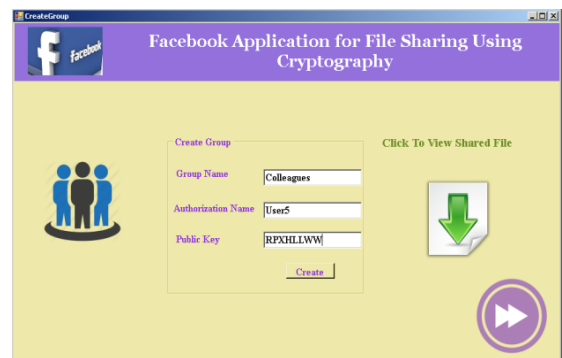 CreateGroup
facebook
Facebook Application for File Sharing Using
Cryptography
Create Group
Click To View Shared File
Group Name
Colleagues
Authorization Name
User5
Public Key
RPXHLLWW
Create